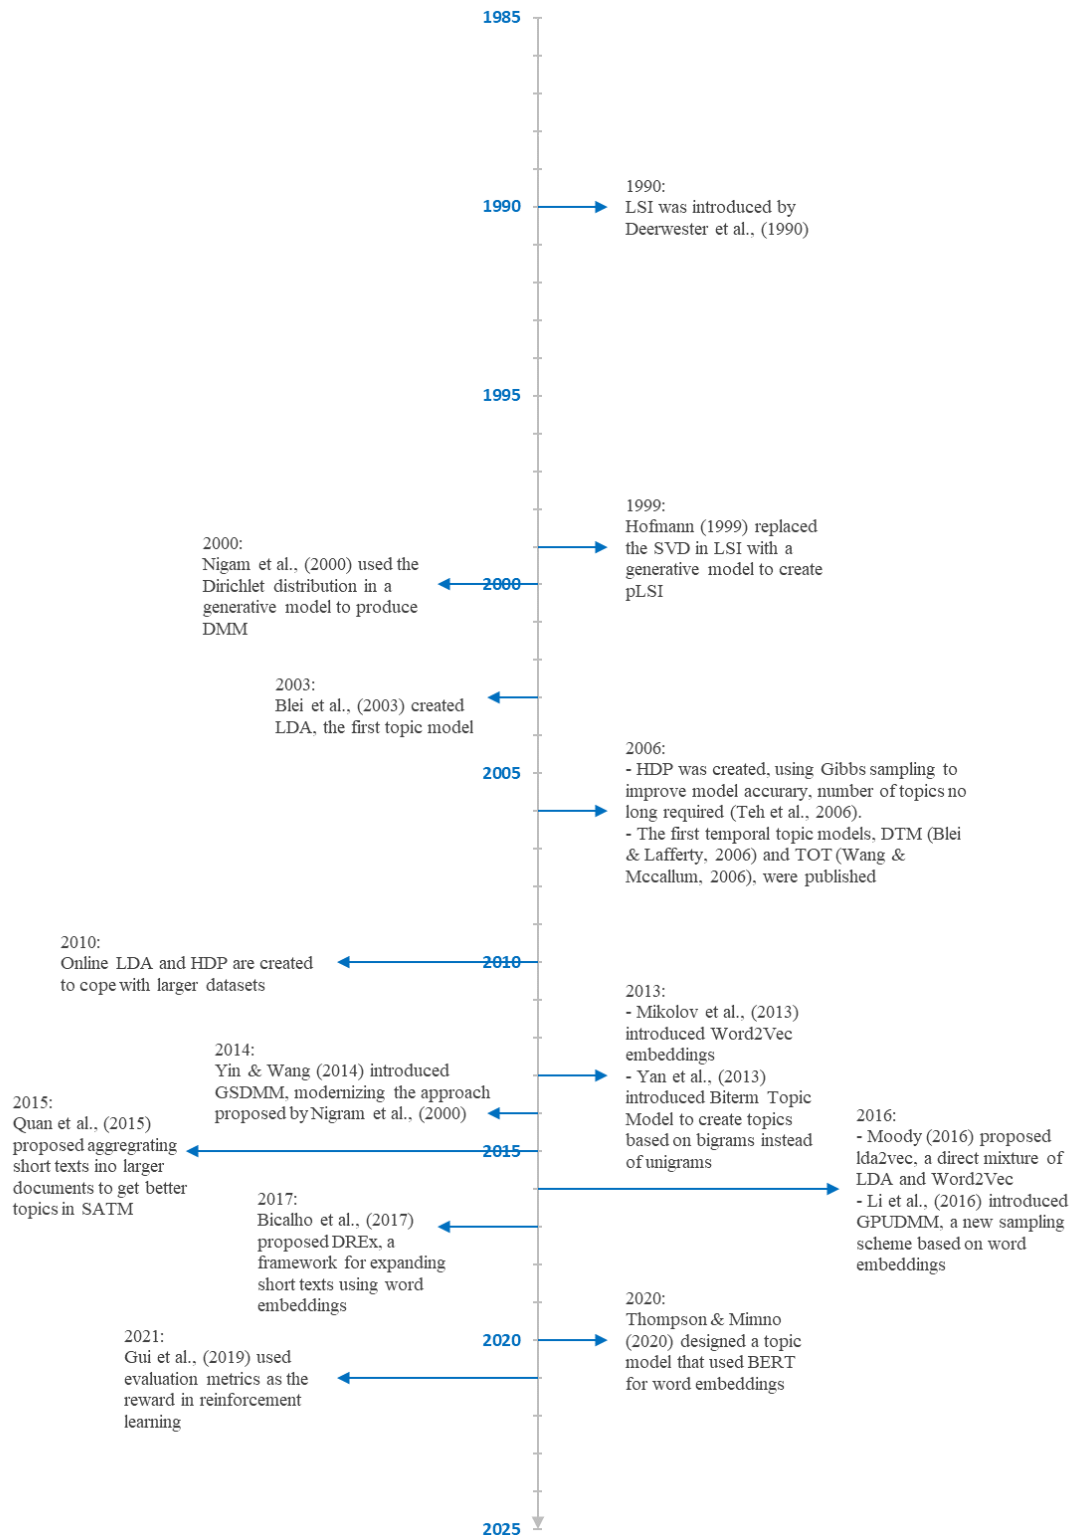 1985
1990:
LSI was introduced by
Deerwester et al., (1990)
1990
1995
1999:
Hofmann (1999) replaced
the SVD in LSI with a
generative model to create
pLSI
2000:
Nigam et al., (2000) used the
Dirichlet distribution in a
generative model to produce
DMM
2000
2003:
Blei et al., (2003) created
LDA, the first topic model
2005
2006:
- HDP was created, using Gibbs sampling to
improve model accurary, number of topics no
long required (Teh et al., 2006).
- The first temporal topic models, DTM (Blei
& Lafferty, 2006) and TOT (Wang &
Mccallum, 2006), were published
2010:
Online LDA and HDP are created
to cope with larger datasets
2010
2013:
- Mikolov et al., (2013)
introduced Word2Vec
embeddings
- Yan et al., (2013)
introduced Biterm Topic
Model to create topics
based on bigrams instead
of unigrams
2014:
Yin & Wang (2014) introduced
GSDMM, modernizing the approach
proposed by Nigram et al., (2000)
2015:
Quan et al., (2015)
proposed aggregrating
short texts ino larger
documents to get better
topics in SATM
2015
2016:
- Moody (2016) proposed
lda2vec, a direct mixture of
LDA and Word2Vec
- Li et al., (2016) introduced
GPUDMM, a new sampling
scheme based on word
embeddings
2017:
Bicalho et al., (2017)
proposed DREx, a
framework for expanding
short texts using word
embeddings
2020:
Thompson & Mimno
(2020) designed a topic
model that used BERT
for word embeddings
2020
2021:
Gui et al., (2019) used
evaluation metrics as the
reward in reinforcement
learning
2025